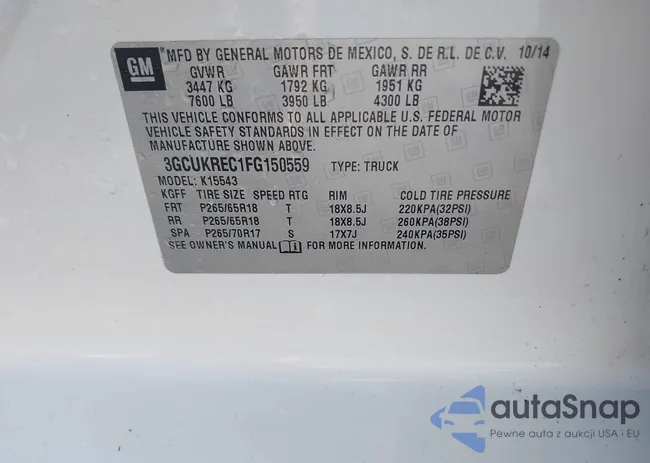 GM
MFD BY GENERAL MOTORS DE MEXICO, S. DE R.L. DE C.V. 10/14
GVWR GAWR FRT GAWR RR
3447 KG 1792 KG 1951 KG
7600 LB 3950 LB 4300 LB
THIS VEHICLE CONFORMS TO ALL APPLICABLE U.S. FEDERAL MOTOR
VEHICLE SAFETY STANDARDS IN EFFECT ON THE DATE OF
MANUFACTURE SHOWN ABOVE.
3GCUKREC1FG150559 TYPE: TRUCK
MODEL: K15543
KGFF TIRE SIZE SPEED RTG RIM COLD TIRE PRESSURE
FRT P265/65R18 T 18X8.5J 220KPA(32PSI)
RR P265/65R18 T 18X8.5J 260KPA(38PSI)
SPA P265/70R17 S 17X7J 240KPA(35PSI)
SEE OWNER'S MANUAL FOR MORE INFORMATION.
autoSnap
Pewne auta z aukcji USA i EU